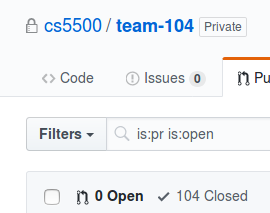 cs5500 / team-104 Private
Code Issues 0 Pu
Filters is:pr is:open
0 Open 104 Closed